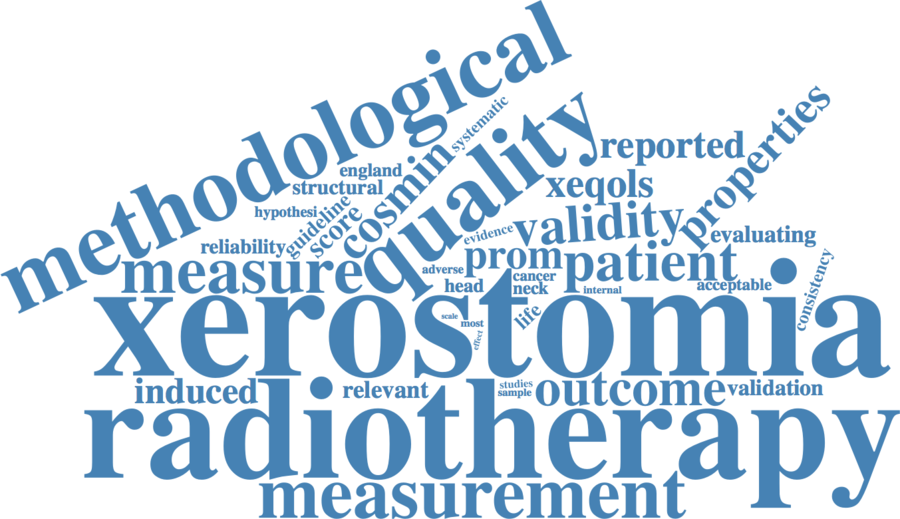 methodological
systematic
properties
quality
reported
cosmin
england
structural
xeqols
guideline
score
hypothesi
validity
evidence
evaluating
reliability
measure
prom
patient
adverse
cancer
head
neck
internal
acceptable
consistency
xerostomia
scale
most
life
effect
induced
relevant
studies
sample
outcome
validation
radiotherapy
measurement